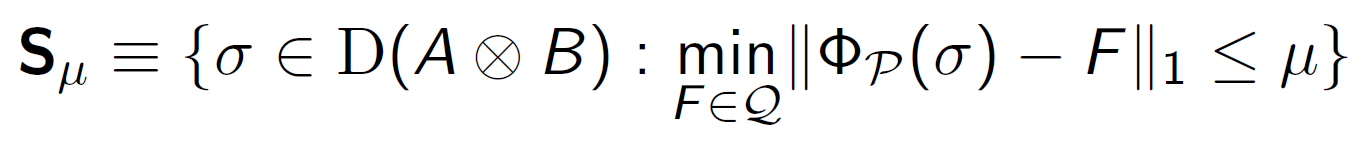 S_μ ≡ {σ ∈ D(A ⊗ B) : min_{F∈𝒬} ‖Φ_𝒫(σ) − F‖₁ ≤ μ}